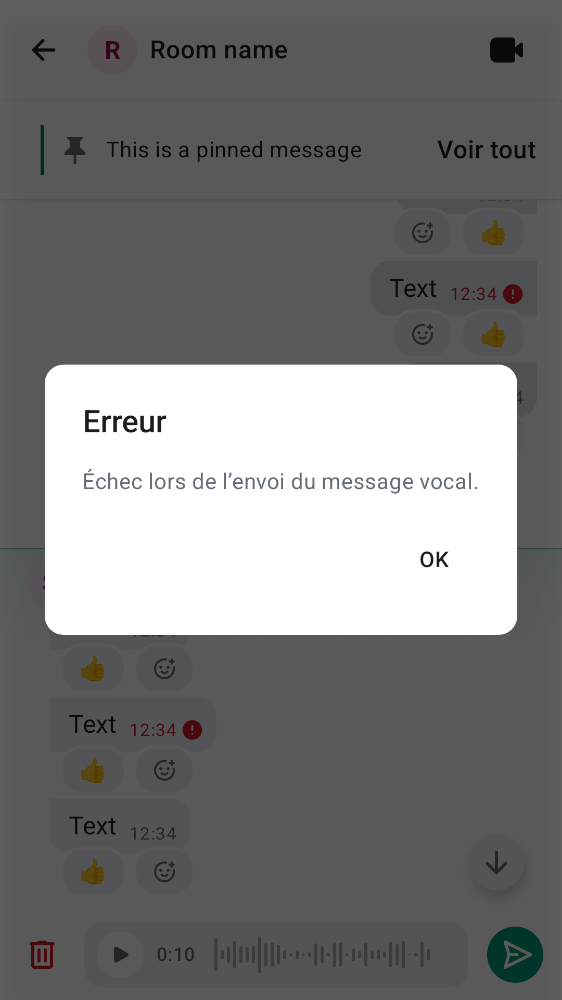 R Room name
This is a pinned message Voir tout
Text 12:34
Erreur
Échec lors de l’envoi du message vocal.
OK
Text 12:34
Text 12:34
0:10